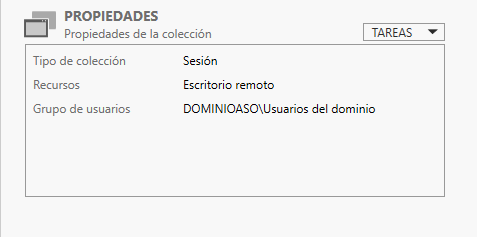 PROPIEDADES
Propiedades de la colección
TAREAS
Tipo de colección Sesión
Recursos Escritorio remoto
Grupo de usuarios DOMINIOASO\Usuarios del dominio